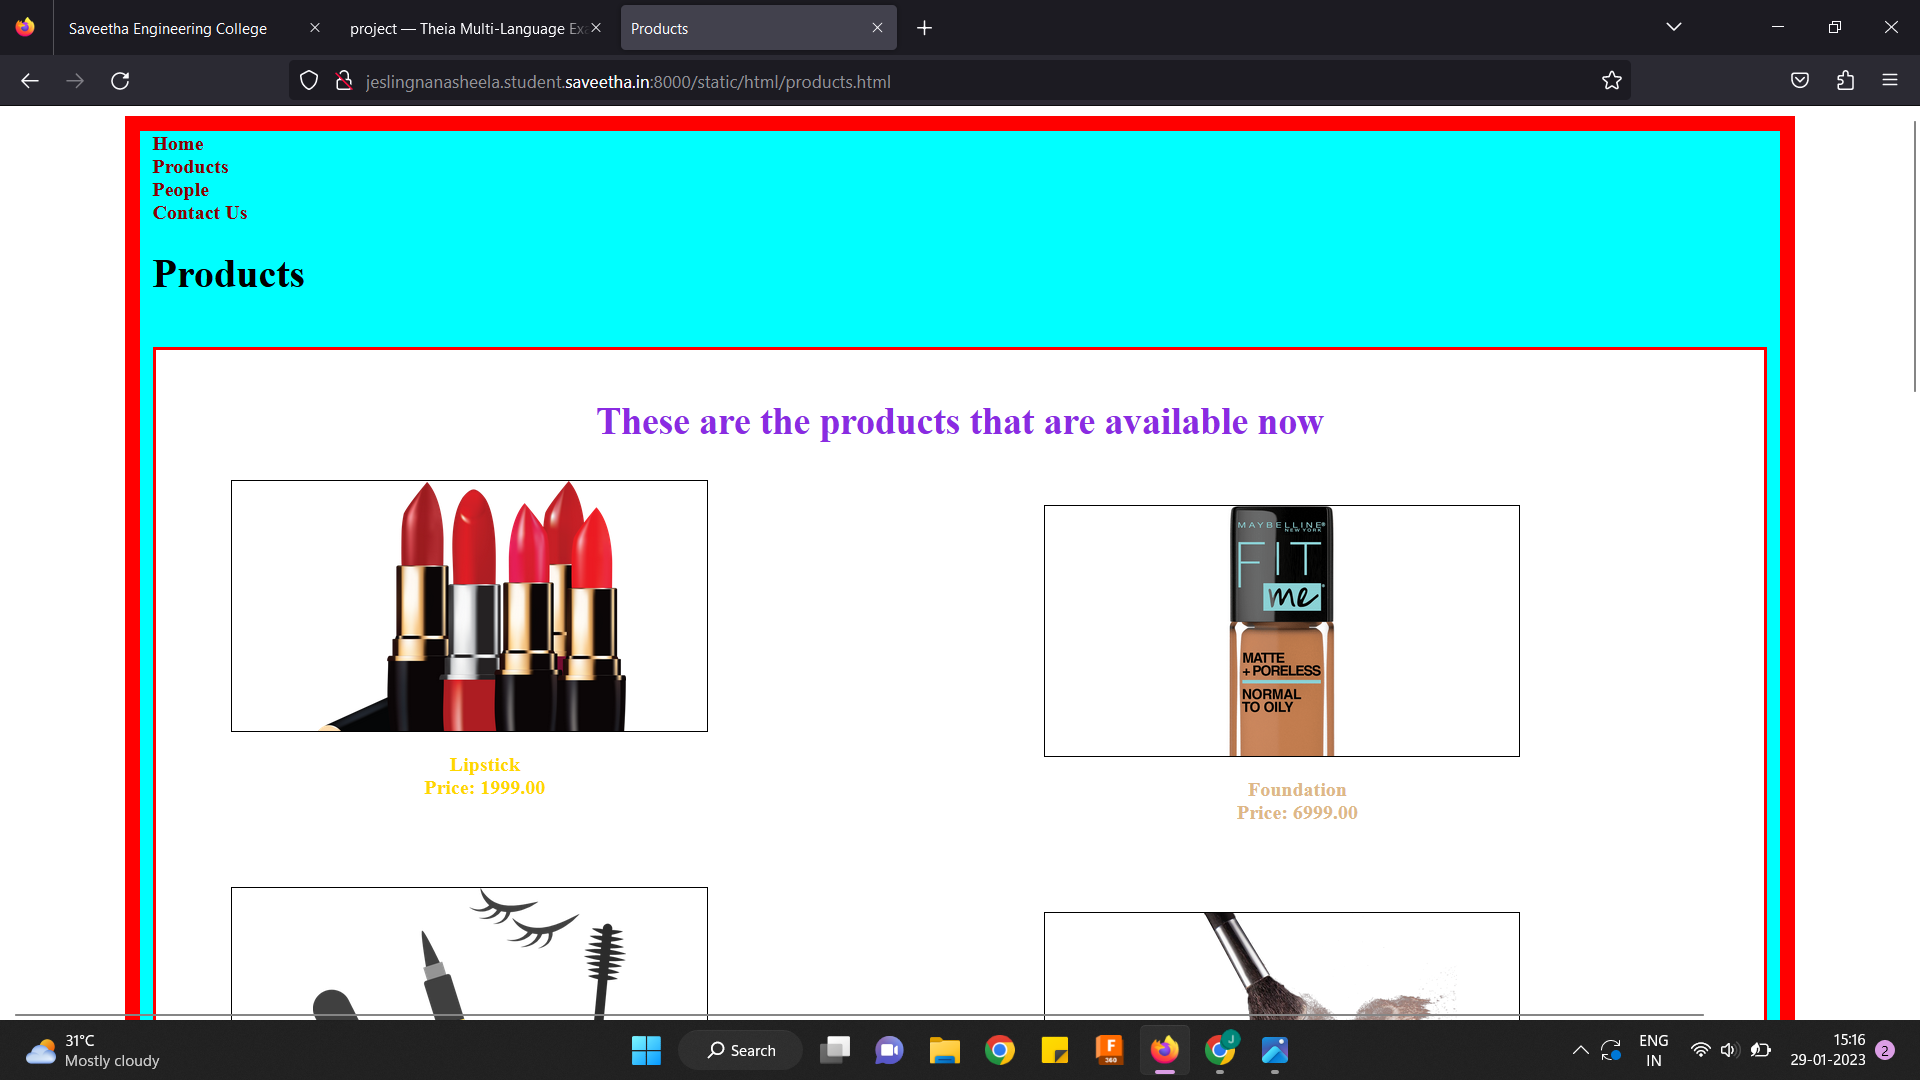 Saveetha Engineering College
project — Theia Multi-Language Exa
Products
jeslingnanasheela.student.saveetha.in:8000/static/html/products.html
Home
Products
People
Contact Us
Products
These are the products that are available now
MAYBELLINE®
NEW YORK
FIT
me
MATTE
+ PORELESS
NORMAL
TO OILY
Lipstick
Price: 1999.00
Foundation
Price: 6999.00
31°C
Mostly cloudy
Search
F
360
J
ENG
IN
15:16
29-01-2023
2